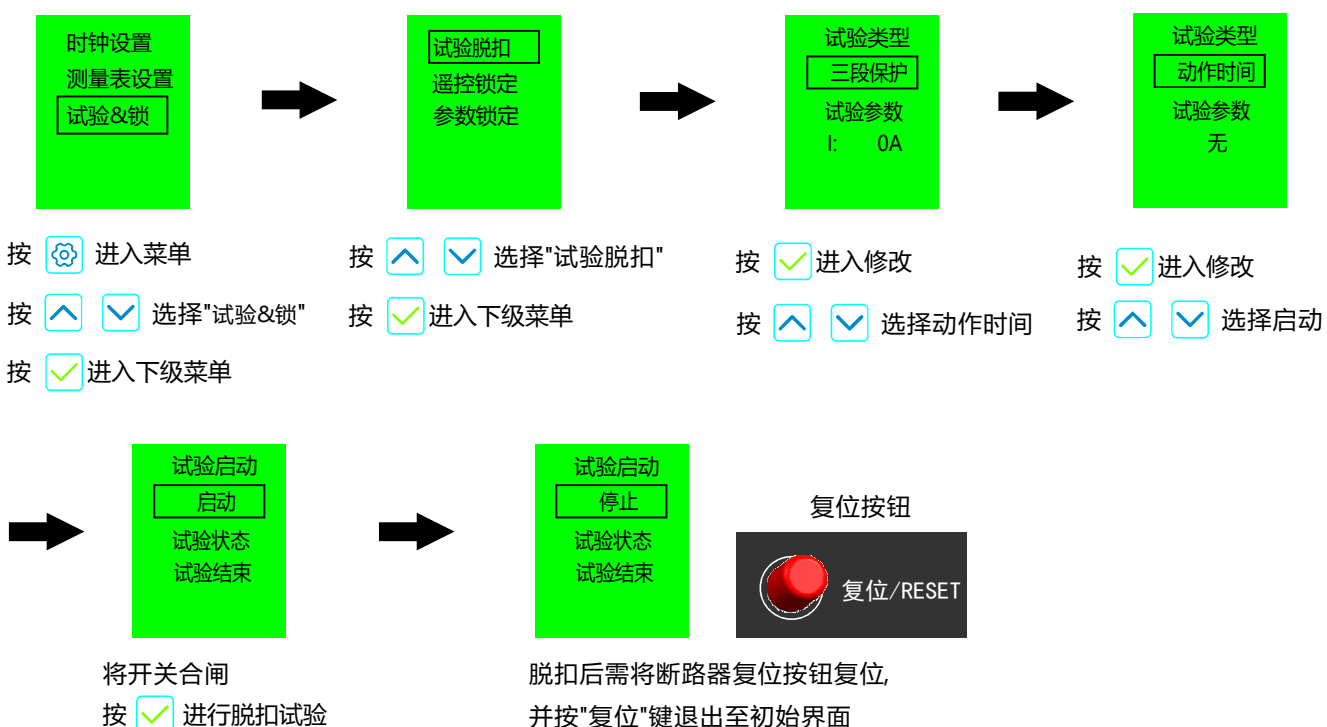 时钟设置
测量表设置
试验&锁
按 进入菜单
按 选择"试验&锁"
按 进入下级菜单
试验脱扣
遥控锁定
参数锁定
按 选择"试验脱扣"
按 进入下级菜单
试验类型
三段保护
试验参数
I: 0A
按 进入修改
按 选择动作时间
试验类型
动作时间
试验参数
无
按 进入修改
按 选择启动
试验启动
启动
试验状态
试验结束
将开关合闸
按 进行脱扣试验
试验启动
停止
试验状态
试验结束
复位按钮
复位/RESET
脱扣后需将断路器复位按钮复位,
并按"复位"键退出至初始界面